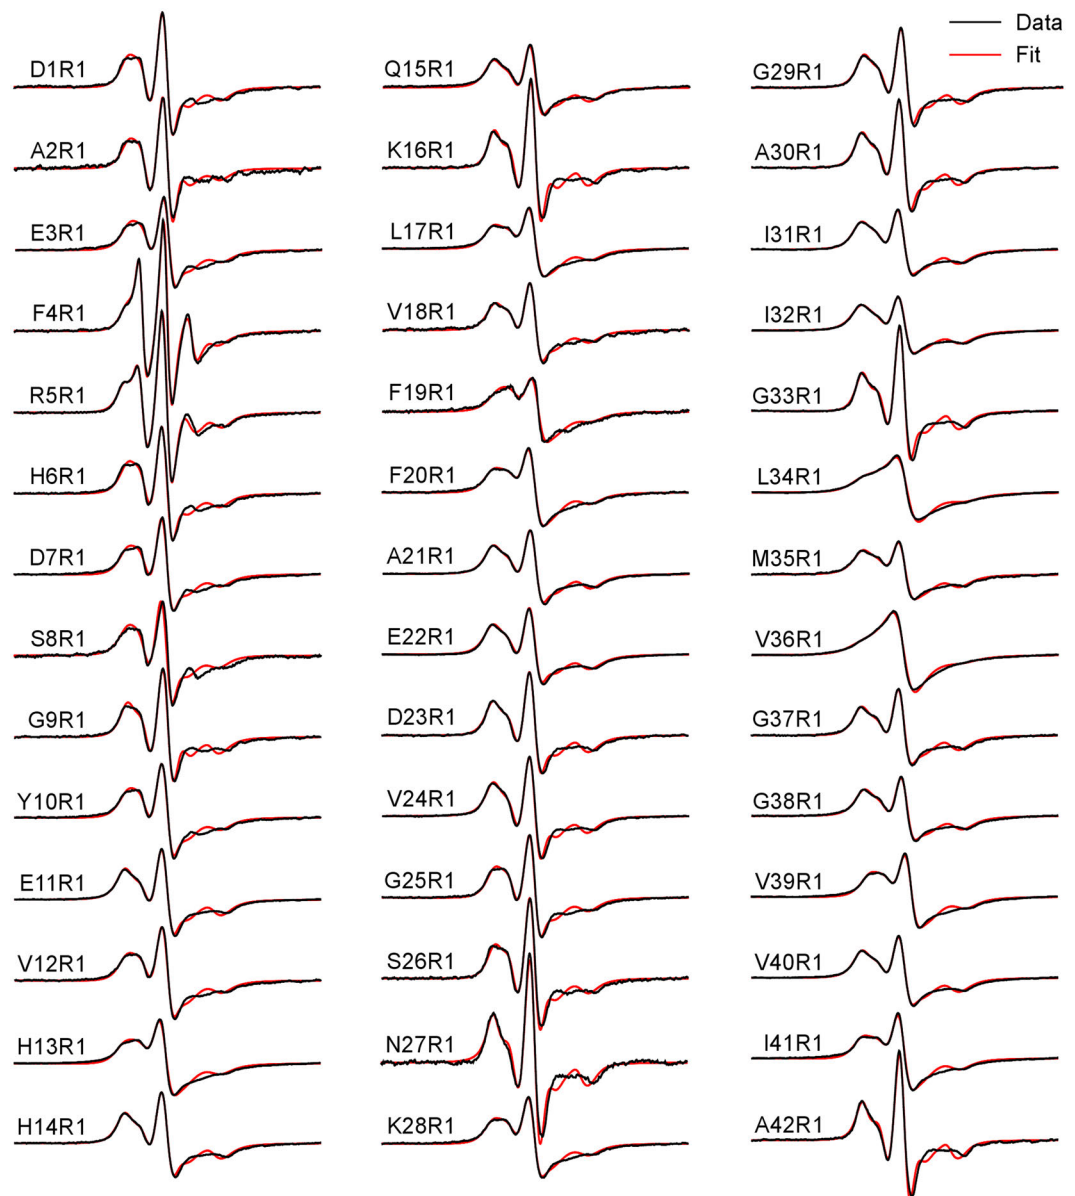 Data
Fit
D1R1
A2R1
E3R1
F4R1
R5R1
H6R1
D7R1
S8R1
G9R1
Y10R1
E11R1
V12R1
H13R1
H14R1
Q15R1
K16R1
L17R1
V18R1
F19R1
F20R1
A21R1
E22R1
D23R1
V24R1
G25R1
S26R1
N27R1
K28R1
G29R1
A30R1
I31R1
I32R1
G33R1
L34R1
M35R1
V36R1
G37R1
G38R1
V39R1
V40R1
I41R1
A42R1